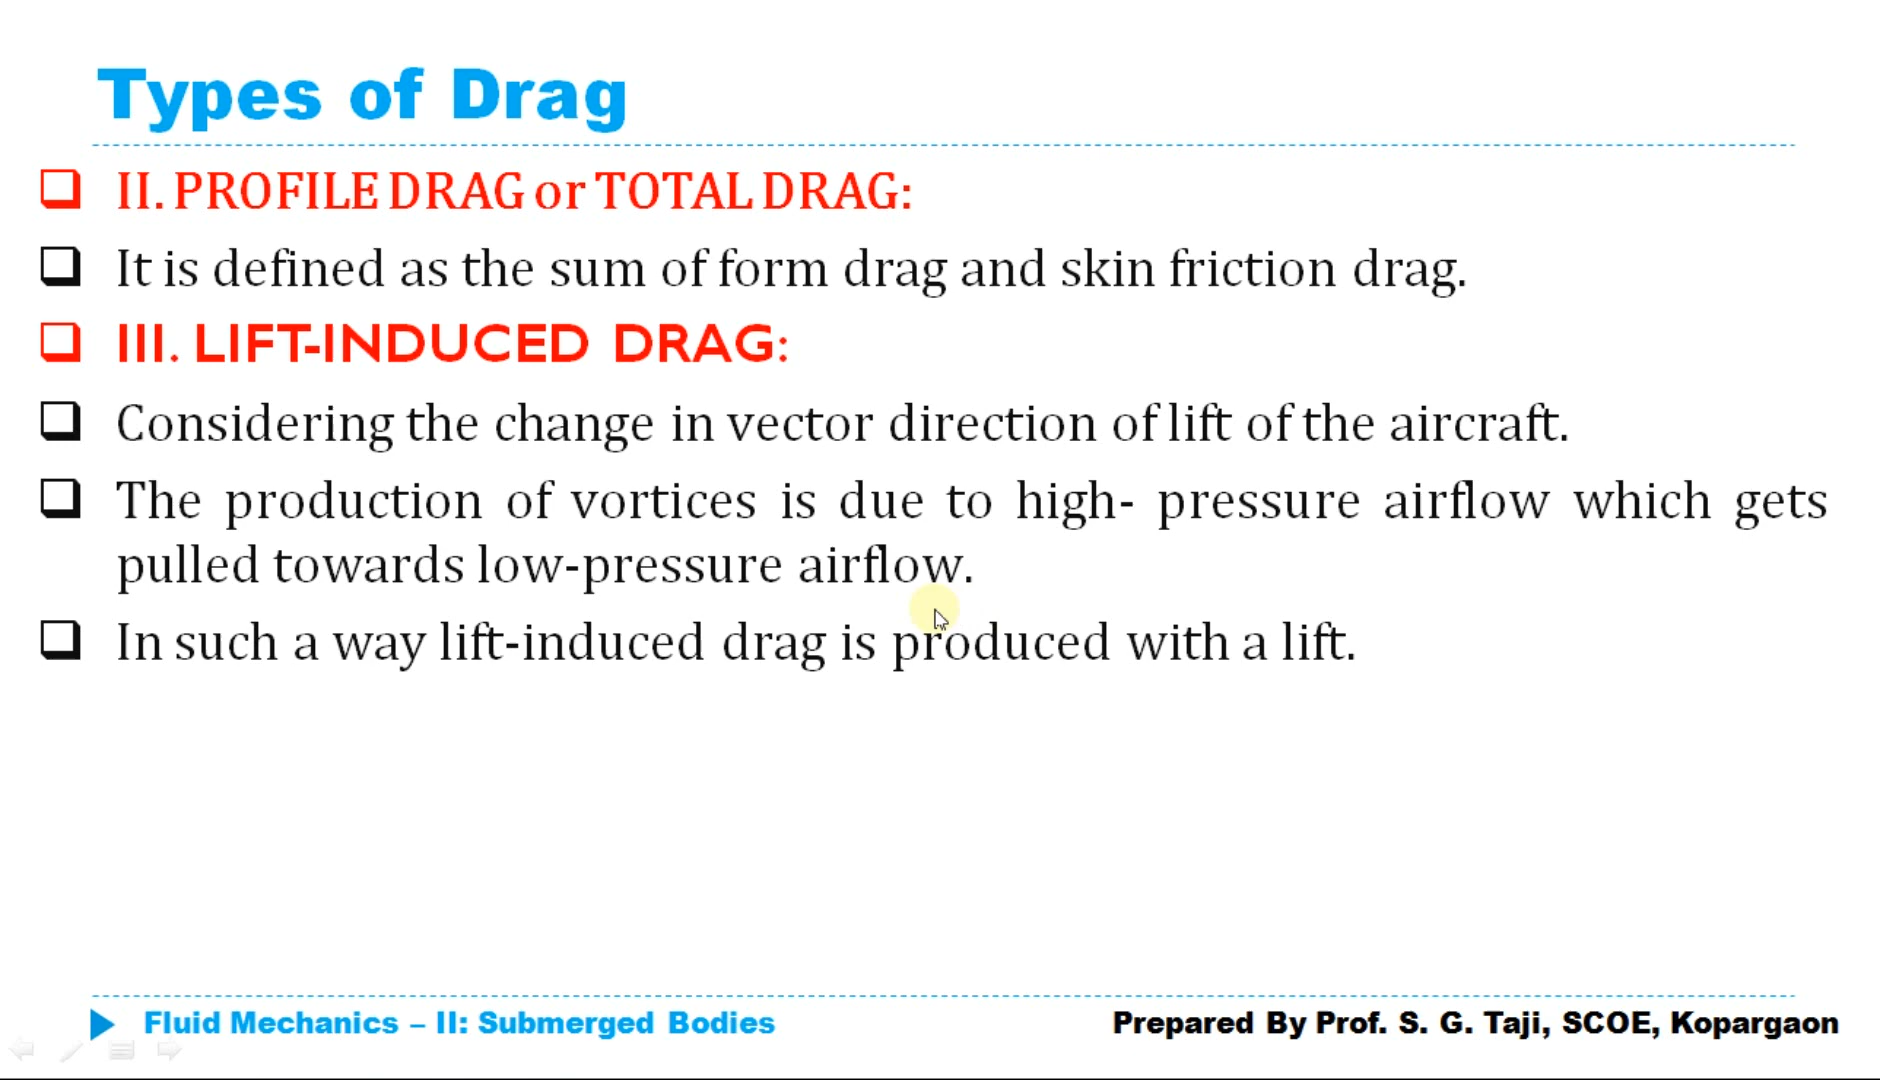 Types of Drag
II. PROFILE DRAG or TOTAL DRAG:
It is defined as the sum of form drag and skin friction drag.
III. LIFT-INDUCED DRAG:
Considering the change in vector direction of lift of the aircraft.
The production of vortices is due to high- pressure airflow which gets
pulled towards low-pressure airflow.
In such a way lift-induced drag is produced with a lift.
Fluid Mechanics – II: Submerged Bodies
Prepared By Prof. S. G. Taji, SCOE, Kopargaon